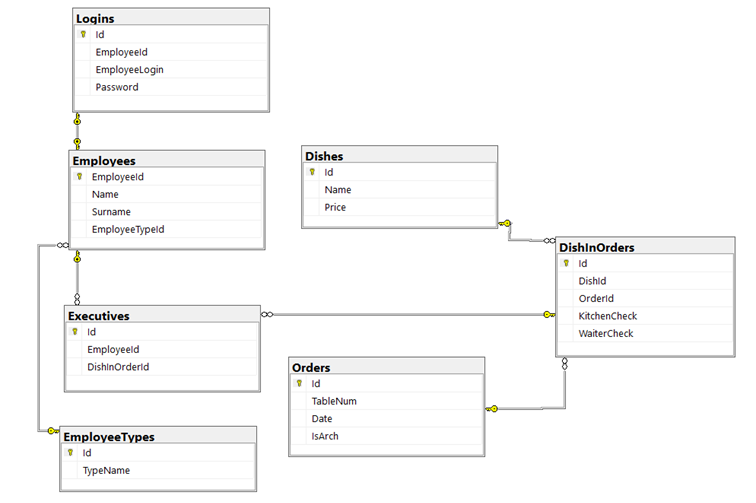 Logins
Id
EmployeeId
EmployeeLogin
Password
Employees
EmployeeId
Name
Surname
EmployeeTypeId
Executives
Id
EmployeeId
DishInOrderId
EmployeeTypes
Id
TypeName
Dishes
Id
Name
Price
Orders
Id
TableNum
Date
IsArch
DishInOrders
Id
DishId
OrderId
KitchenCheck
WaiterCheck